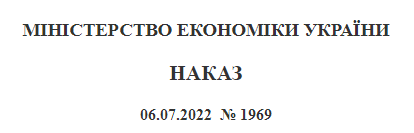 МІНІСТЕРСТВО ЕКОНОМІКИ УКРАЇНИ
НАКАЗ
06.07.2022 № 1969